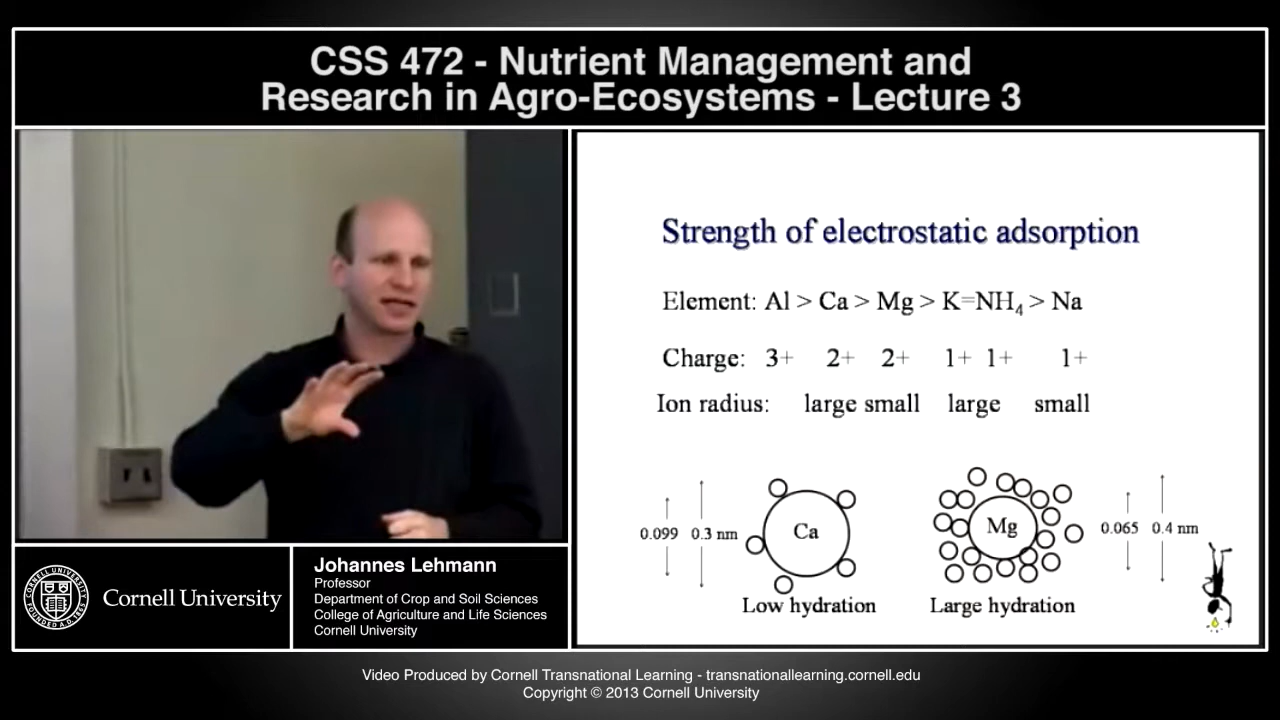 CSS 472 - Nutrient Management and
Research in Agro-Ecosystems - Lecture 3
Strength of electrostatic adsorption
Element: Al > Ca > Mg > K=NH₄ > Na
Charge: 3+ 2+ 2+ 1+ 1+ 1+
Ion radius: large small large small
0.099 0.3 nm Ca Mg 0.065 0.4 nm
Low hydration Large hydration
Cornell University
Johannes Lehmann
Professor
Department of Crop and Soil Sciences
College of Agriculture and Life Sciences
Cornell University
Video Produced by Cornell Transnational Learning - transnationallearning.cornell.edu
Copyright © 2013 Cornell University